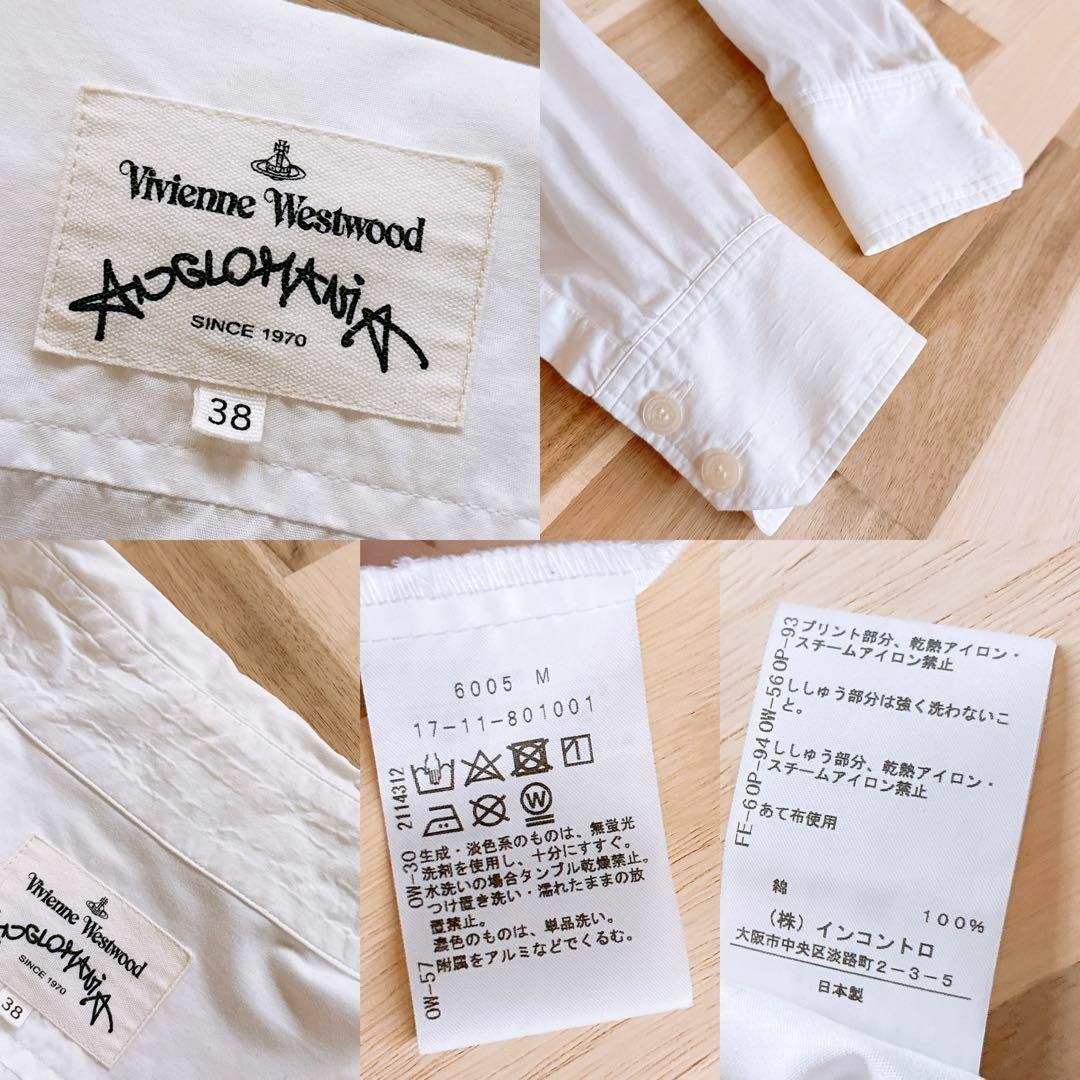 Vivienne Westwood
ANGLOMANiA
SINCE 1970
38
Vivienne Westwood
ANGLOMANiA
SINCE 1970
38
6005 M
17-11-801001
2114312
OW-30
生成・淡色系のものは、無蛍光
洗剤を使用し、十分にすすぐ。
水洗いの場合タンブル乾燥禁止。
つけ置き洗い・濡れたままの放
置禁止。
濃色のものは、単品洗い。
OW-57
附属をアルミなどでくるむ。
OP-93
プリント部分、乾熱アイロン・
スチームアイロン禁止
OW-56
ししゅう部分は強く洗わないこ
と。
OP-94
ししゅう部分、乾熱アイロン・
スチームアイロン禁止
FE-6
あて布使用
綿 100%
(株)インコントロ
大阪市中央区淡路町2-3-5
日本製